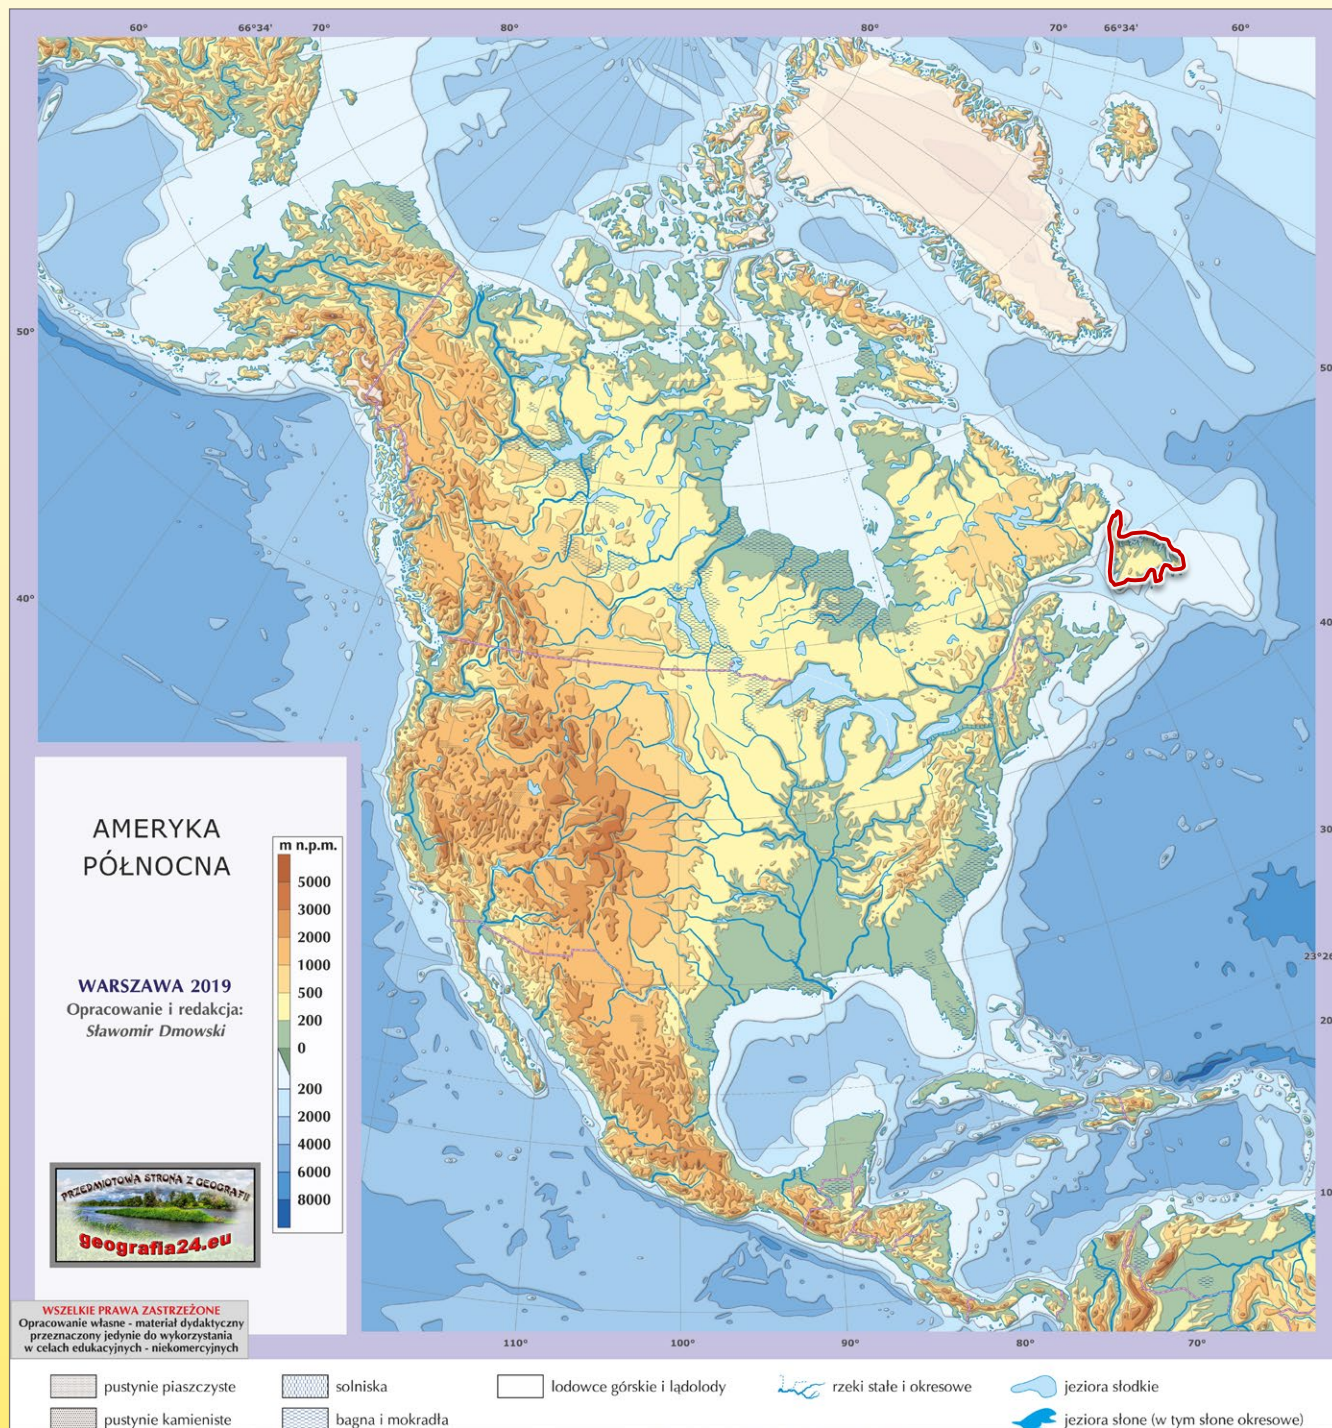 60° 66°34' 70° 80° 80° 70° 66°34' 60°
50°
50
40°
40
30
23°26
20
10
AMERYKA
PÓŁNOCNA
WARSZAWA 2019
Opracowanie i redakcja:
Sławomir Dmowski
m n.p.m.
5000
3000
2000
1000
500
200
0
200
2000
4000
6000
8000
PRZEDMIOTOWA STRONA Z GEOGRAFII
geografia24.eu
WSZELKIE PRAWA ZASTRZEŻONE
Opracowanie własne - materiał dydaktyczny
przeznaczony jedynie do wykorzystania
w celach edukacyjnych - niekomercyjnych
110° 100° 90° 80° 70°
pustynie piaszczyste solniska lodowce górskie i lądolody rzeki stałe i okresowe jeziora słodkie
pustynie kamieniste bagna i mokradła jeziora słone (w tym słone okresowe)